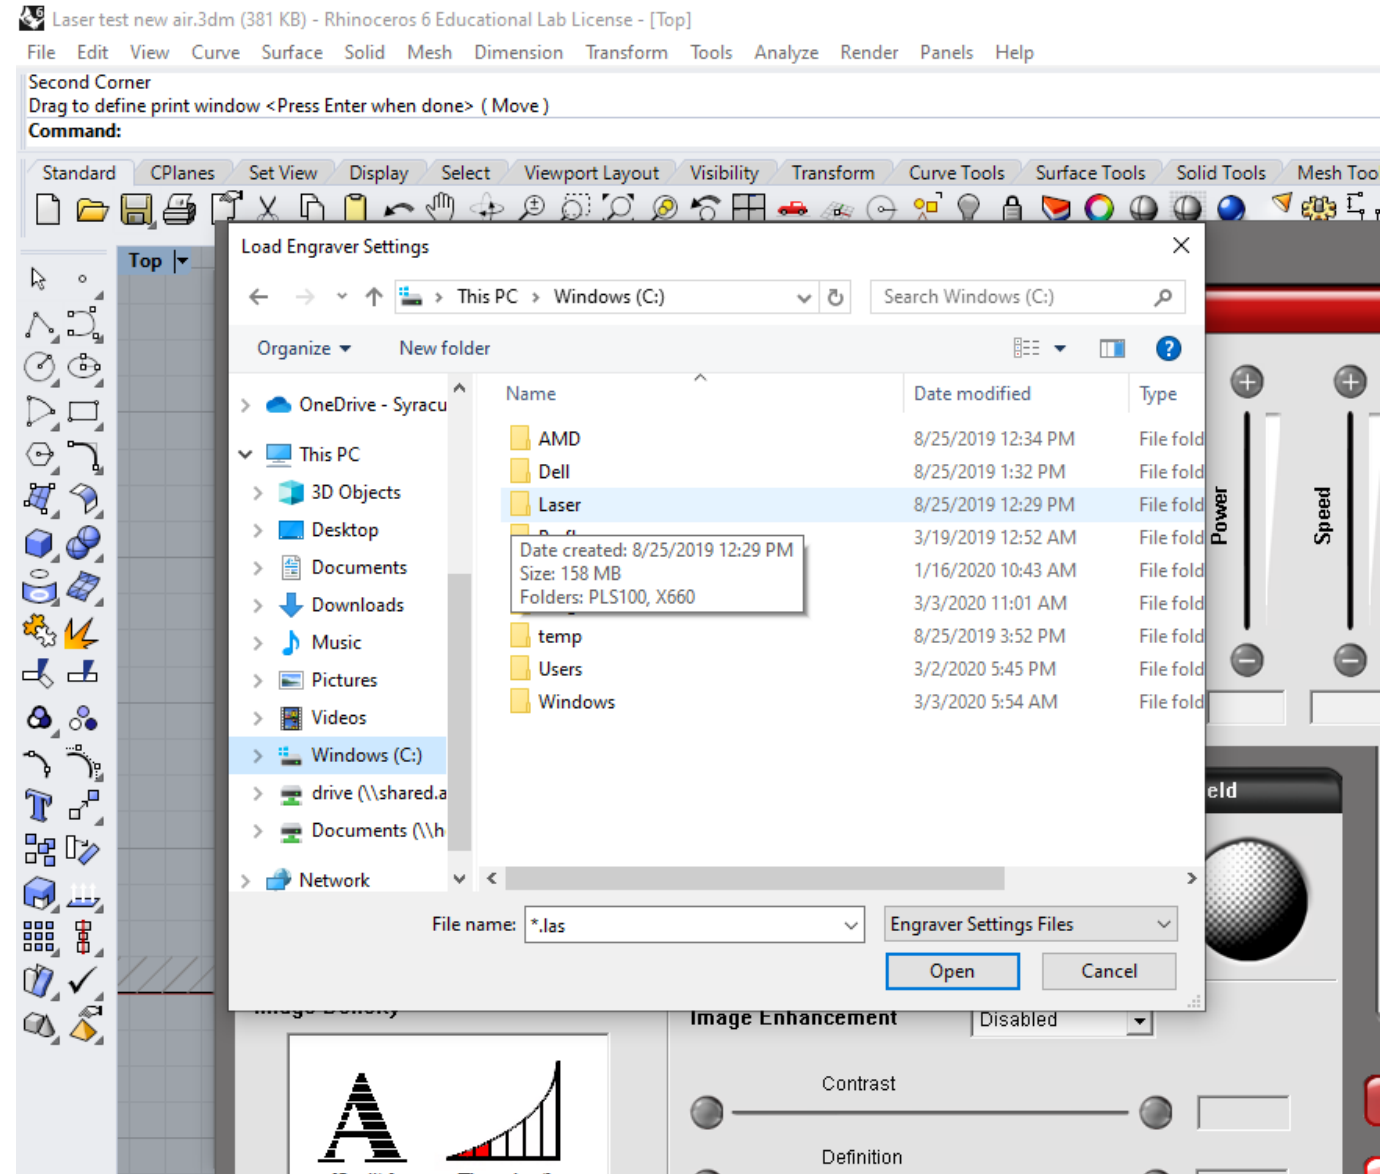 Laser test new air.3dm (381 KB) - Rhinoceros 6 Educational Lab License - [Top]
File Edit View Curve Surface Solid Mesh Dimension Transform Tools Analyze Render Panels Help
Second Corner
Drag to define print window <Press Enter when done> ( Move )
Command:
Standard CPlanes Set View Display Select Viewport Layout Visibility Transform Curve Tools Surface Tools Solid Tools Mesh Too
Top
Load Engraver Settings
This PC > Windows (C:)
Search Windows (C:)
Organize New folder
Name Date modified Type
OneDrive - Syracu
This PC
3D Objects
Desktop
Documents
Downloads
Music
Pictures
Videos
Windows (C:)
drive (\\shared.a
Documents (\\h
Network
AMD 8/25/2019 12:34 PM File fold
Dell 8/25/2019 1:32 PM File fold
Laser 8/25/2019 12:29 PM File fold
3/19/2019 12:52 AM File fold
1/16/2020 10:43 AM File fold
3/3/2020 11:01 AM File fold
temp 8/25/2019 3:52 PM File fold
Users 3/2/2020 5:45 PM File fold
Windows 3/3/2020 5:54 AM File fold
Date created: 8/25/2019 12:29 PM
Size: 158 MB
Folders: PLS100, X660
File name: *.las
Engraver Settings Files
Open Cancel
Power
Speed
eld
Image Density
Image Enhancement Disabled
Contrast
Definition
A